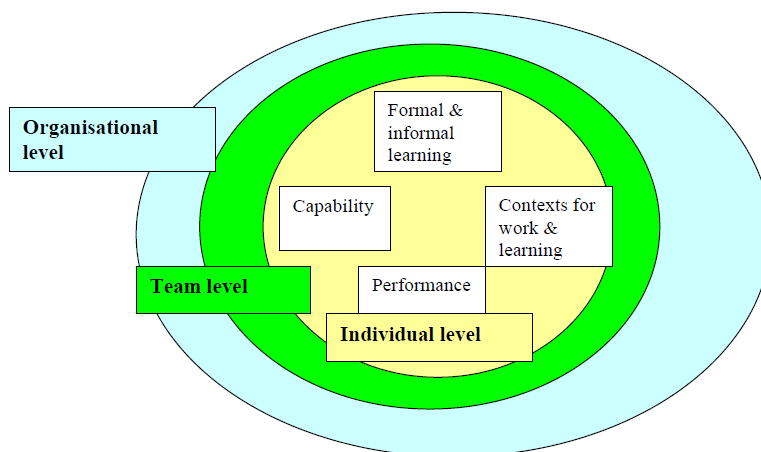 Formal &
informal
learning
Organisational
level
Capability
Contexts for
work &
learning
Team level
Performance
Individual level